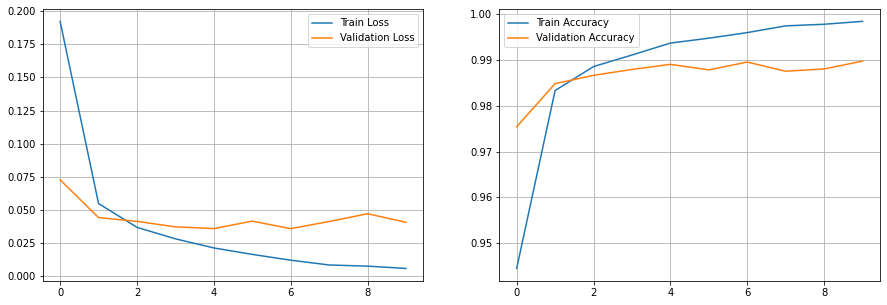 Train Loss
Validation Loss
0.200
0.175
0.150
0.125
0.100
0.075
0.050
0.025
0.000
0 2 4 6 8
Train Accuracy
Validation Accuracy
1.00
0.99
0.98
0.97
0.96
0.95
0 2 4 6 8